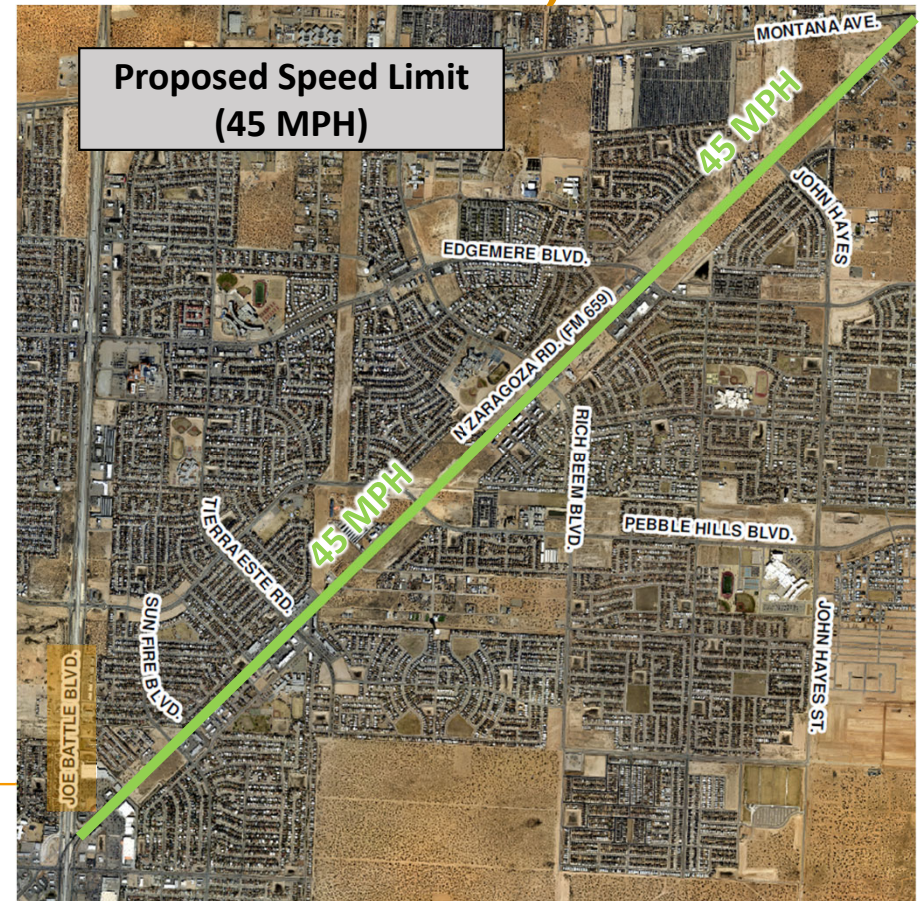 MONTANA AVE.
Proposed Speed Limit
(45 MPH)
45 MPH
JOHN HAYES
EDGEMERE BLVD.
N ZARAGOZA RD. (FM 659)
RICH BEEM BLVD.
45 MPH
PEBBLE HILLS BLVD.
TIERRA ESTE RD.
SUN FIRE BLVD.
JOHN HAYES ST.
JOE BATTLE BLVD.